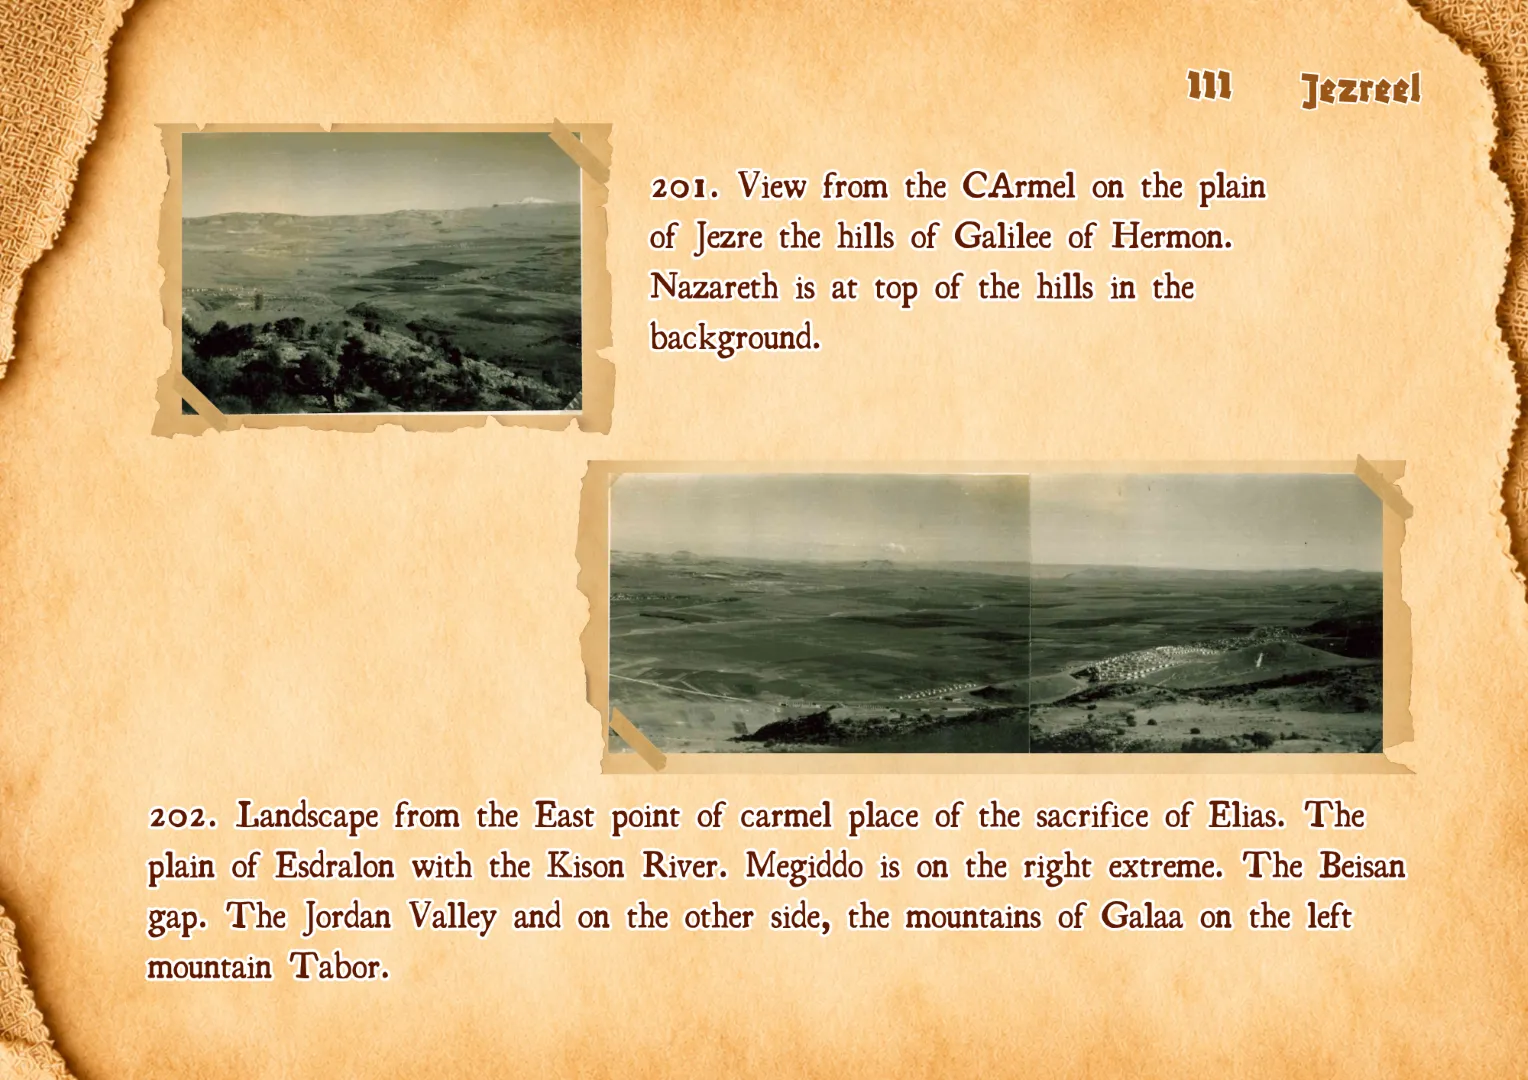 111 Jezreel
201. View from the CArmel on the plain
of Jezre the hills of Galilee of Hermon.
Nazareth is at top of the hills in the
background.
202. Landscape from the East point of carmel place of the sacrifice of Elias. The
plain of Esdralon with the Kison River. Megiddo is on the right extreme. The Beisan
gap. The Jordan Valley and on the other side, the mountains of Galaa on the left
mountain Tabor.